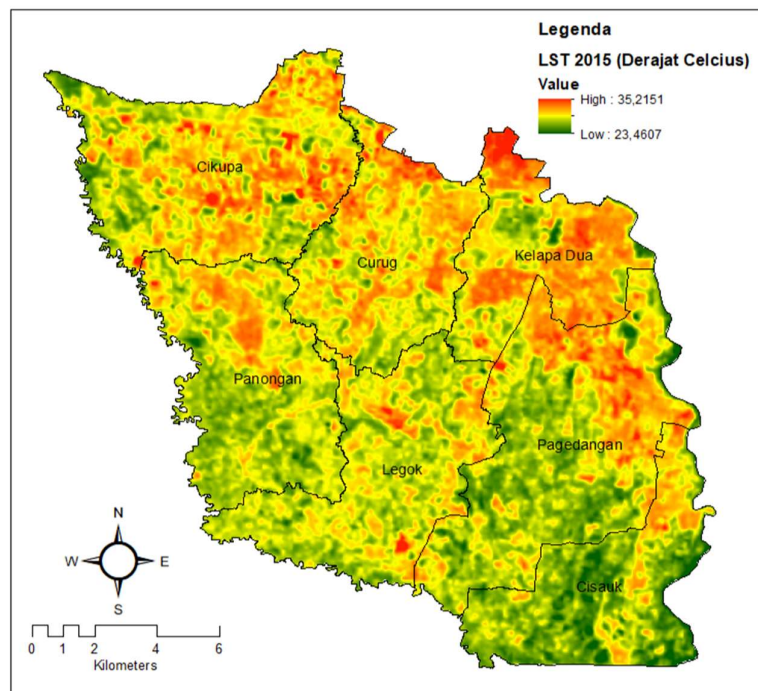 Legenda
LST 2015 (Derajat Celcius)
Value
High : 35,2151
Low : 23,4607
Cikupa
Curug
Kelapa Dua
Panongan
Pagedangan
Legok
Cisauk
N
W E
S
0 1 2 4 6
Kilometers